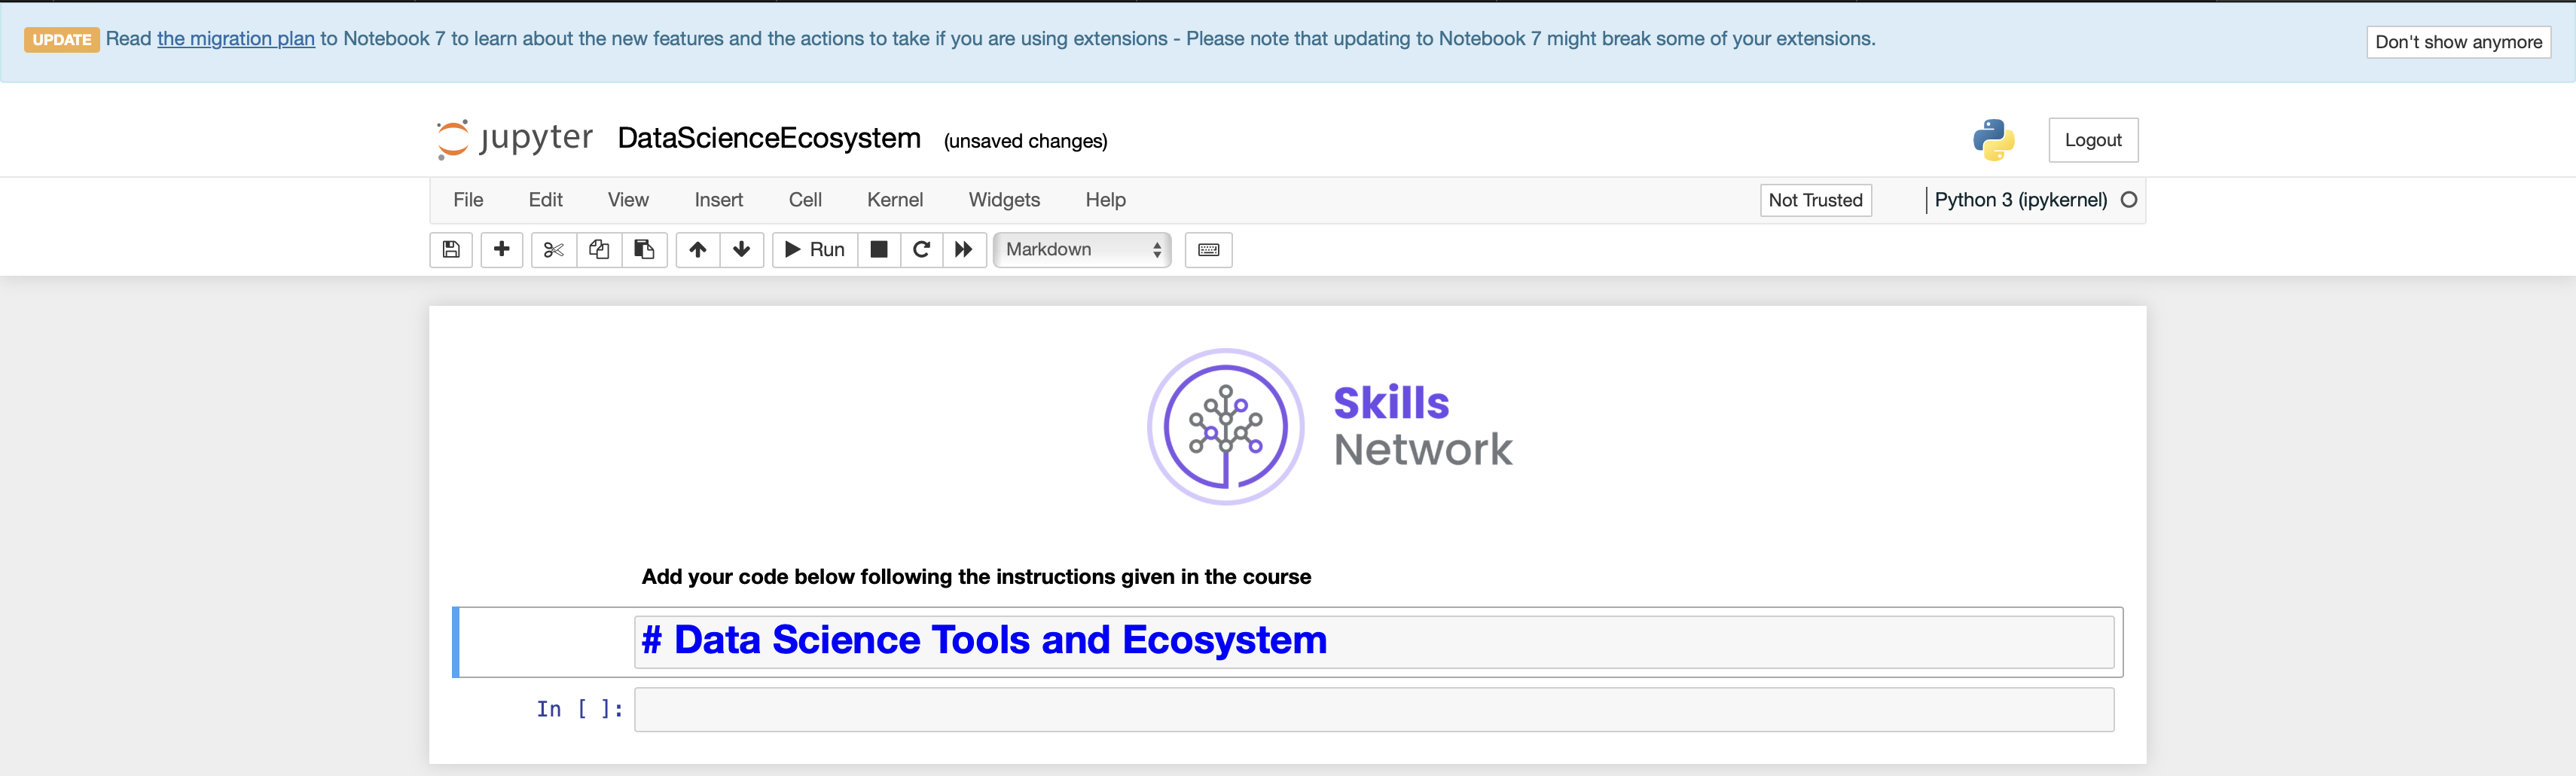 UPDATE Read the migration plan to Notebook 7 to learn about the new features and the actions to take if you are using extensions - Please note that updating to Notebook 7 might break some of your extensions. Don't show anymore
jupyter DataScienceEcosystem (unsaved changes) Logout
File Edit View Insert Cell Kernel Widgets Help Not Trusted Python 3 (ipykernel)
Run Markdown
Skills
Network
Add your code below following the instructions given in the course
# Data Science Tools and Ecosystem
In [ ]: